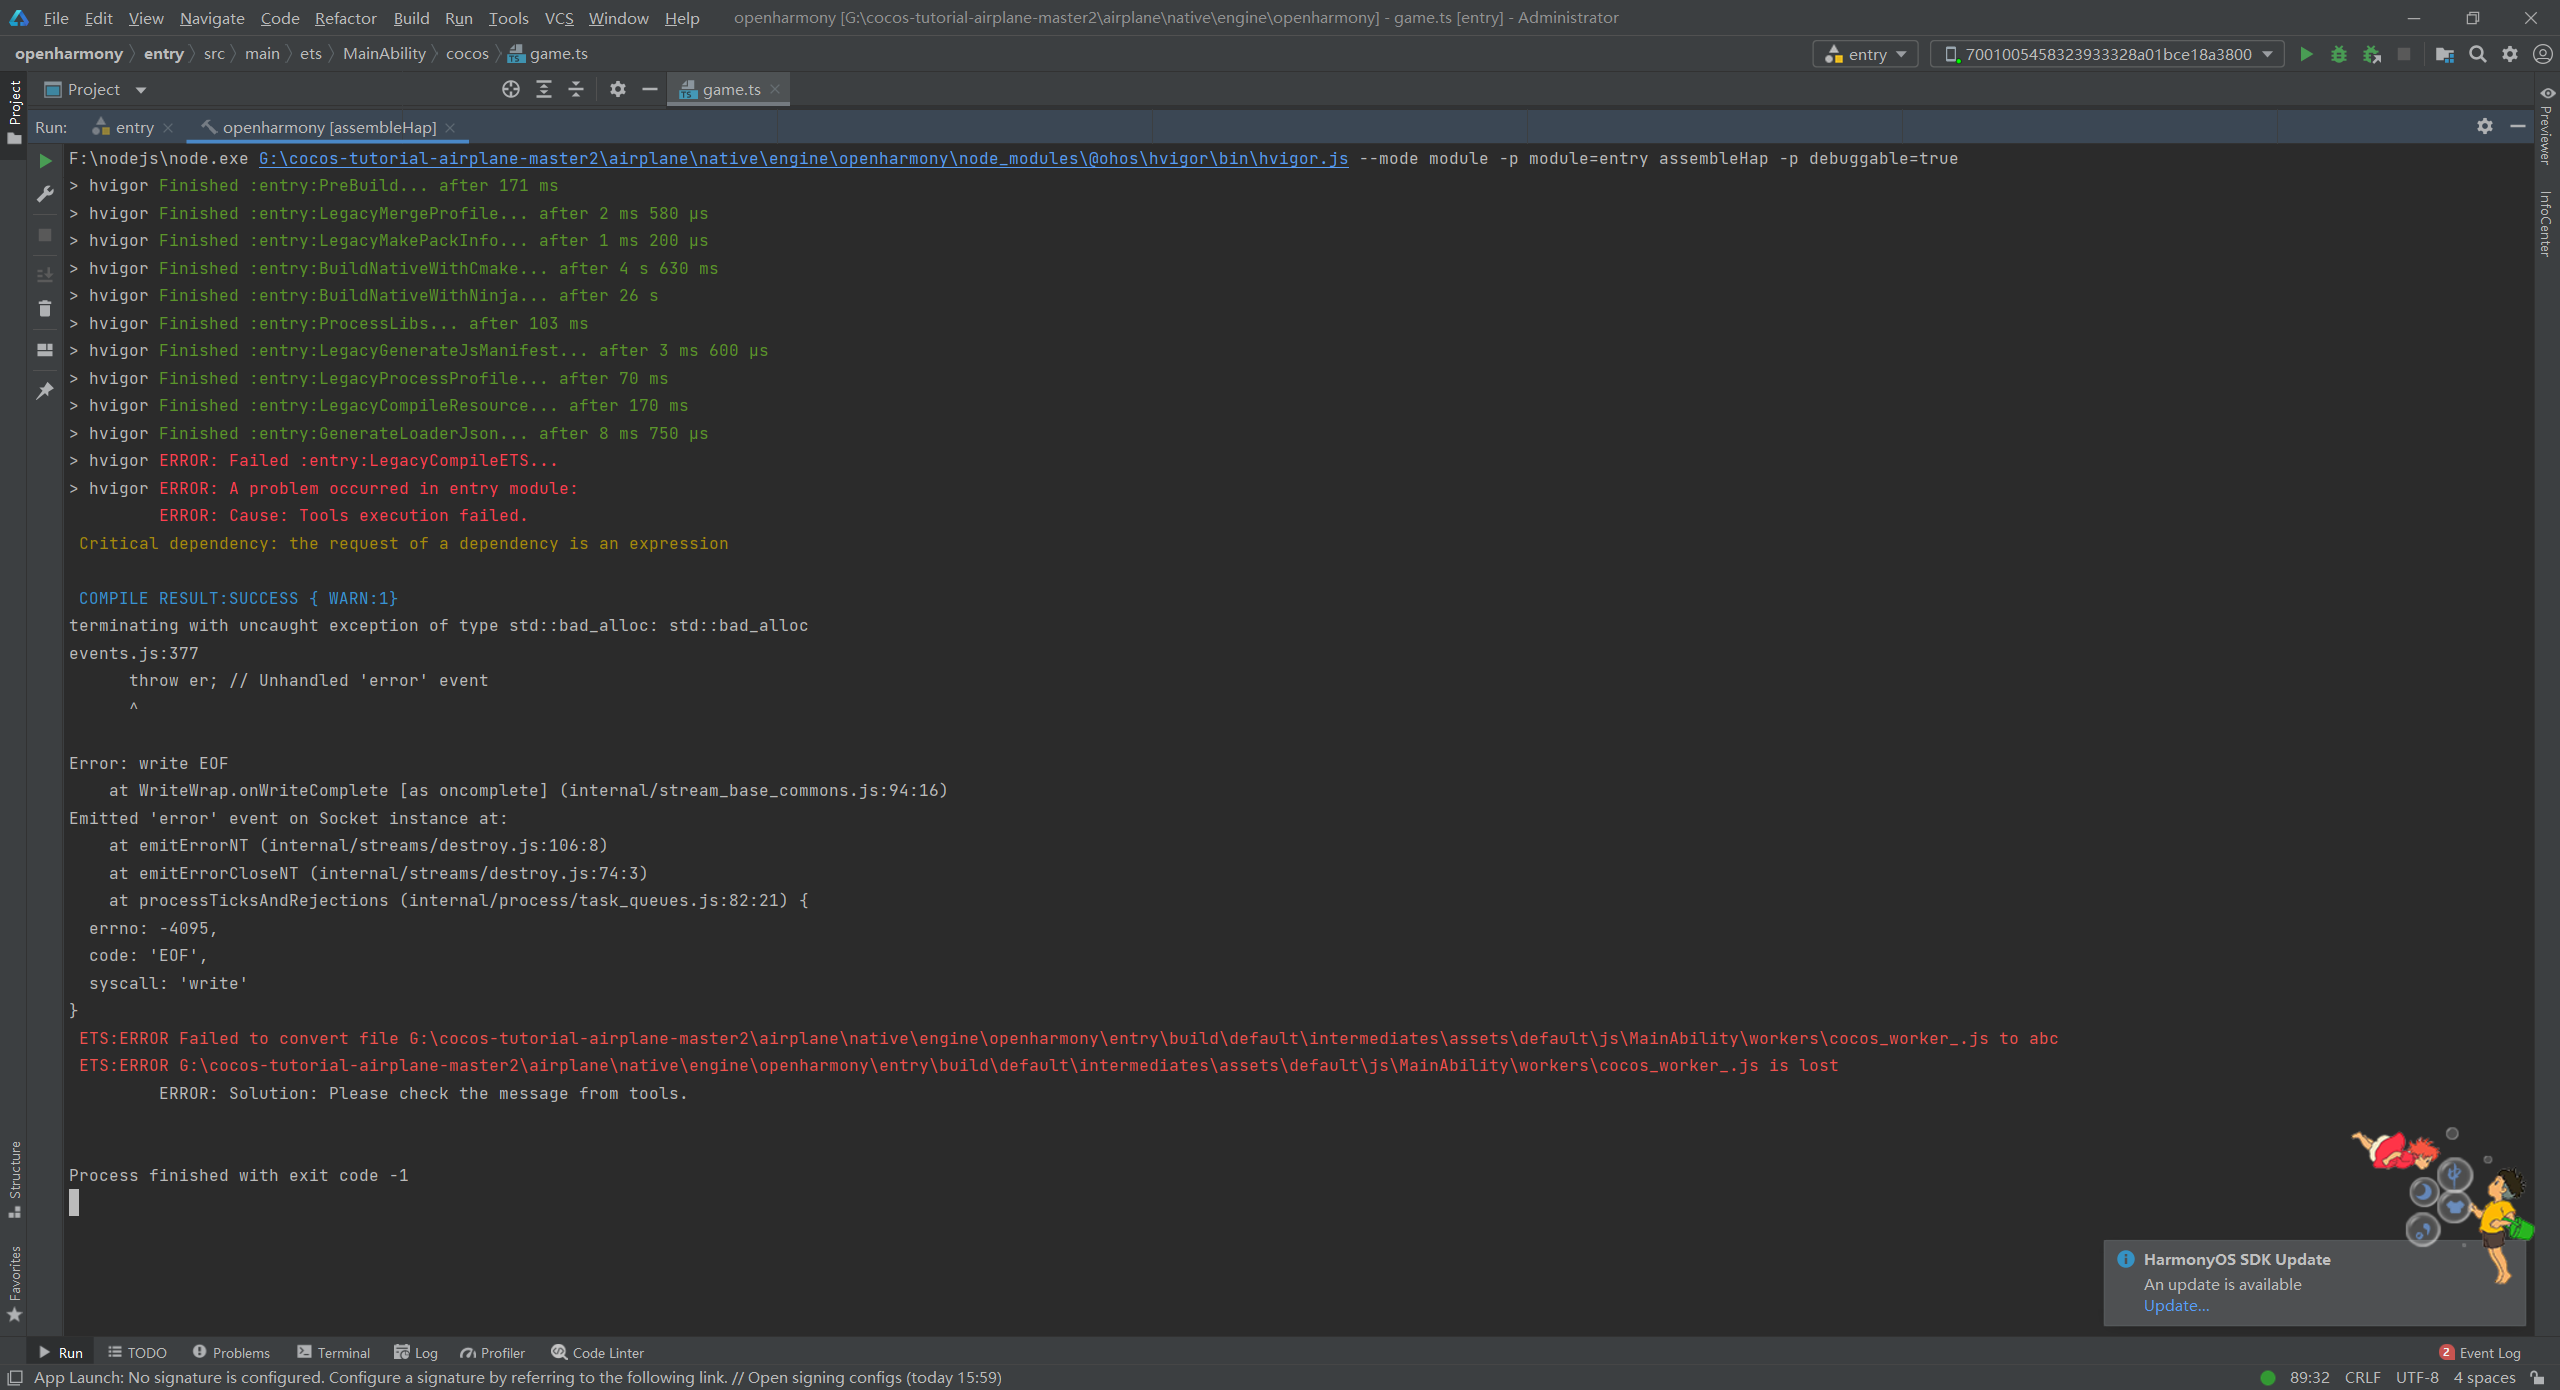 File Edit View Navigate Code Refactor Build Run Tools VCS Window Help openharmony [G:\cocos-tutorial-airplane-master2\airplane\native\engine\openharmony] - game.ts [entry] - Administrator
openharmony entry src main ets MainAbility cocos game.ts entry 7001005458323933328a01bce18a3800
Project game.ts
Run: entry openharmony [assembleHap]
F:\nodejs\node.exe G:\cocos-tutorial-airplane-master2\airplane\native\engine\openharmony\node_modules\@ohos\hvigor\bin\hvigor.js --mode module -p module=entry assembleHap -p debuggable=true
> hvigor Finished :entry:PreBuild... after 171 ms
> hvigor Finished :entry:LegacyMergeProfile... after 2 ms 580 μs
> hvigor Finished :entry:LegacyMakePackInfo... after 1 ms 200 μs
> hvigor Finished :entry:BuildNativeWithCmake... after 4 s 630 ms
> hvigor Finished :entry:BuildNativeWithNinja... after 26 s
> hvigor Finished :entry:ProcessLibs... after 103 ms
> hvigor Finished :entry:LegacyGenerateJsManifest... after 3 ms 600 μs
> hvigor Finished :entry:LegacyProcessProfile... after 70 ms
> hvigor Finished :entry:LegacyCompileResource... after 170 ms
> hvigor Finished :entry:GenerateLoaderJson... after 8 ms 750 μs
> hvigor ERROR: Failed :entry:LegacyCompileETS...
> hvigor ERROR: A problem occurred in entry module:
ERROR: Cause: Tools execution failed.
Critical dependency: the request of a dependency is an expression
COMPILE RESULT:SUCCESS { WARN:1}
terminating with uncaught exception of type std::bad_alloc: std::bad_alloc
events.js:377
throw er; // Unhandled 'error' event
^
Error: write EOF
at WriteWrap.onWriteComplete [as oncomplete] (internal/stream_base_commons.js:94:16)
Emitted 'error' event on Socket instance at:
at emitErrorNT (internal/streams/destroy.js:106:8)
at emitErrorCloseNT (internal/streams/destroy.js:74:3)
at processTicksAndRejections (internal/process/task_queues.js:82:21) {
errno: -4095,
code: 'EOF',
syscall: 'write'
}
ETS:ERROR Failed to convert file G:\cocos-tutorial-airplane-master2\airplane\native\engine\openharmony\entry\build\default\intermediates\assets\default\js\MainAbility\workers\cocos_worker_.js to abc
ETS:ERROR G:\cocos-tutorial-airplane-master2\airplane\native\engine\openharmony\entry\build\default\intermediates\assets\default\js\MainAbility\workers\cocos_worker_.js is lost
ERROR: Solution: Please check the message from tools.
Process finished with exit code -1
Project
Structure
Favorites
Previewer
InfoCenter
HarmonyOS SDK Update
An update is available
Update...
Run TODO Problems Terminal Log Profiler Code Linter 2 Event Log
App Launch: No signature is configured. Configure a signature by referring to the following link. // Open signing configs (today 15:59) 89:32 CRLF UTF-8 4 spaces